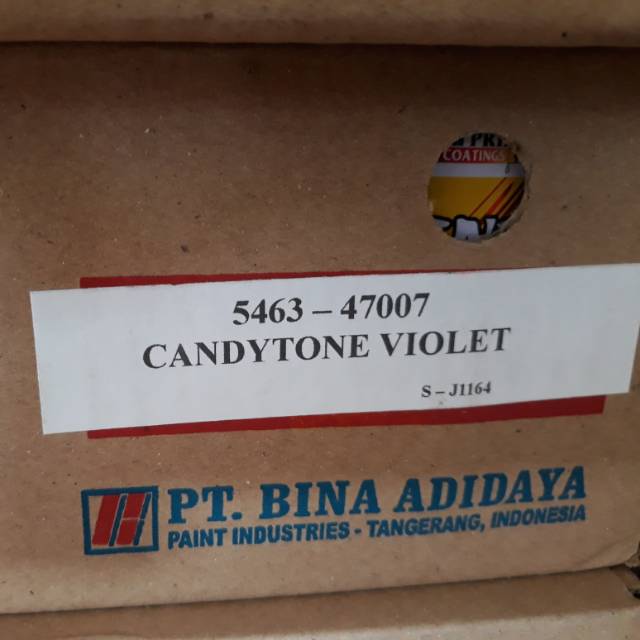 COATINGS
5463 – 47007
CANDYTONE VIOLET
S – J1164
PT. BINA ADIDAYA
PAINT INDUSTRIES - TANGERANG, INDONESIA